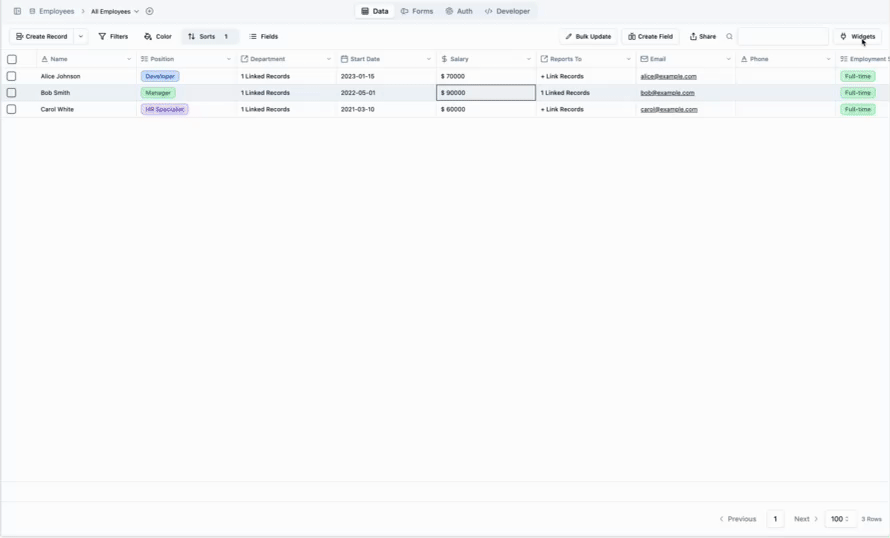 Employees > All Employees Data Forms Auth Developer
Create Record Filters Color Sorts 1 Fields Bulk Update Create Field Share Widgets
Name Position Department Start Date Salary Reports To Email Phone Employment S
Alice Johnson Developer 1 Linked Records 2023-01-15 $ 70000 + Link Records alice@example.com Full-time
Bob Smith Manager 1 Linked Records 2022-05-01 $ 90000 1 Linked Records bob@example.com Full-time
Carol White HR Specialist 1 Linked Records 2021-03-10 $ 60000 + Link Records carol@example.com Full-time
Previous 1 Next 100 3 Rows